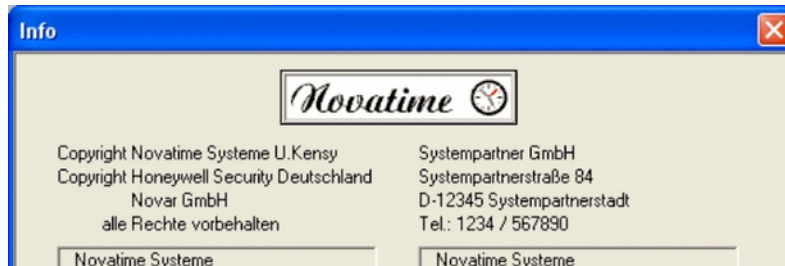 Info
Novatime
Copyright Novatime Systeme U.Kensy
Copyright Honeywell Security Deutschland
Novar GmbH
alle Rechte vorbehalten
Systempartner GmbH
Systempartnerstraße 84
D-12345 Systempartnerstadt
Tel.: 1234 / 567890
Novatime Systeme
Novatime Systeme